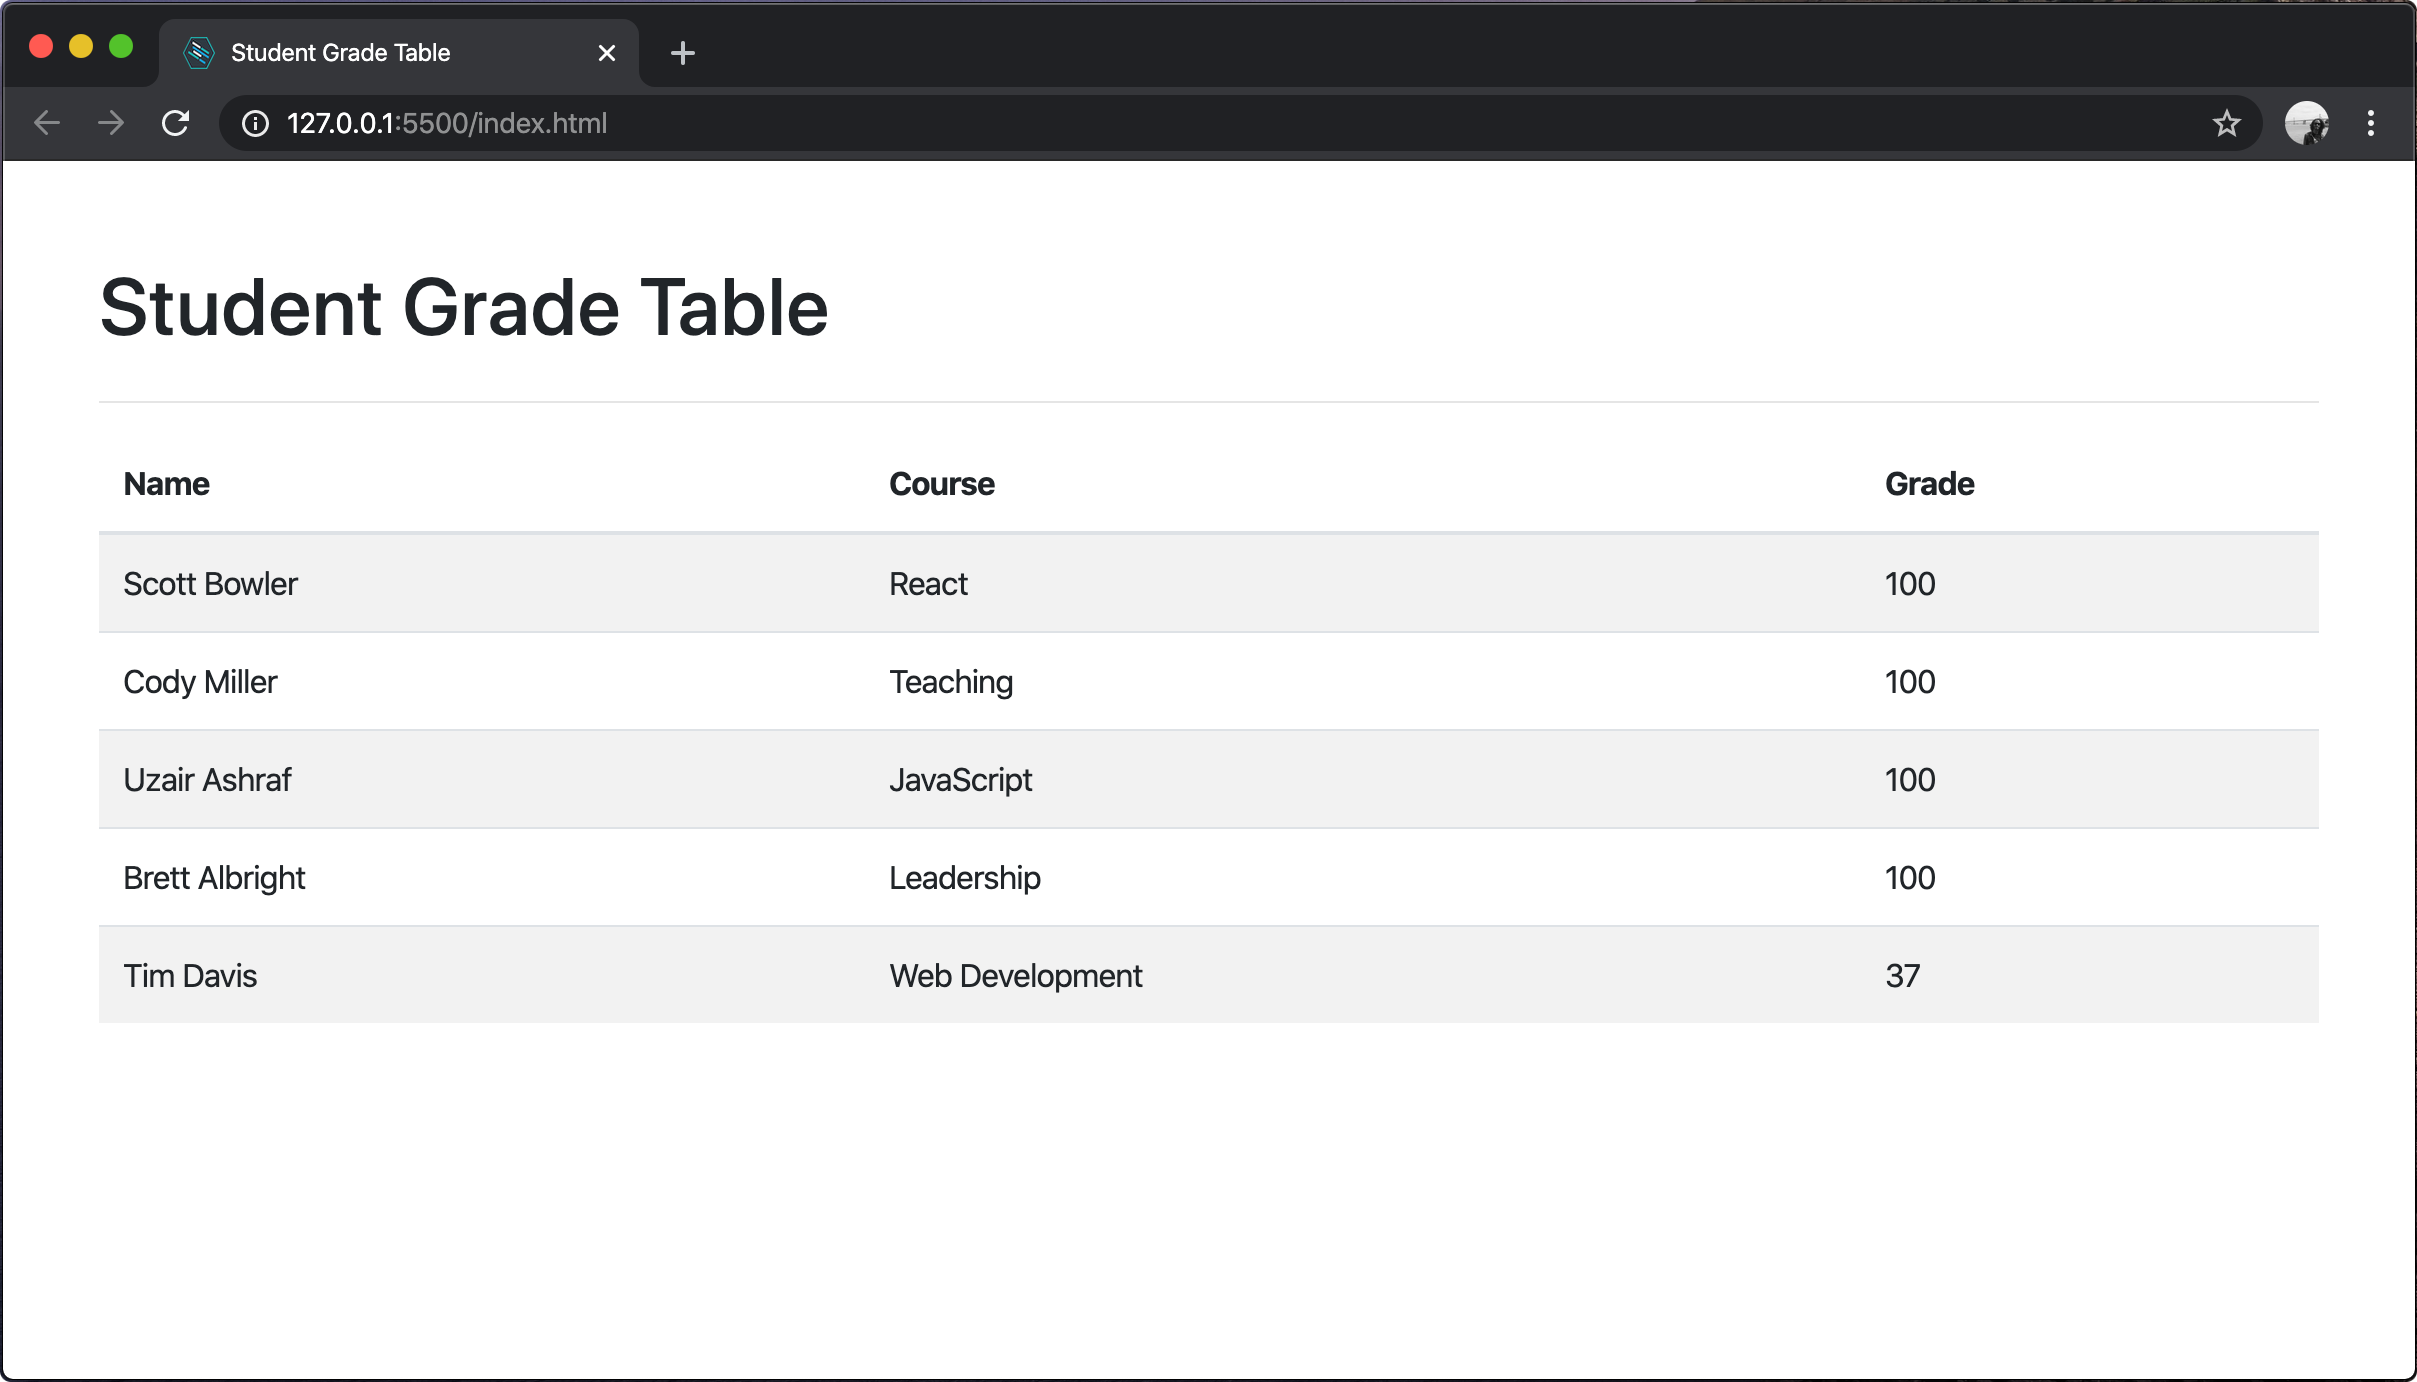 Student Grade Table
127.0.0.1:5500/index.html
Student Grade Table
Name Course Grade
Scott Bowler React 100
Cody Miller Teaching 100
Uzair Ashraf JavaScript 100
Brett Albright Leadership 100
Tim Davis Web Development 37